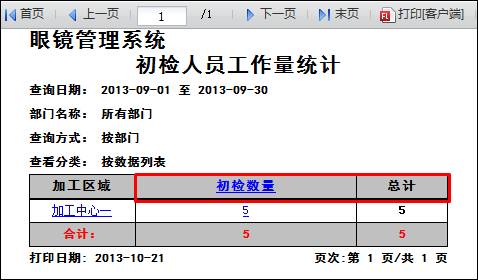 首页 上一页 1 /1 下一页 末页 打印[客户端]
眼镜管理系统
初检人员工作量统计
查询日期： 2013-09-01 至 2013-09-30
部门名称： 所有部门
查询方式： 按部门
查看分类： 按数据列表
加工区域 初检数量 总计
加工中心一 5 5
合计： 5 5
打印日期: 2013-10-21 页次:第 1 页/共 1 页